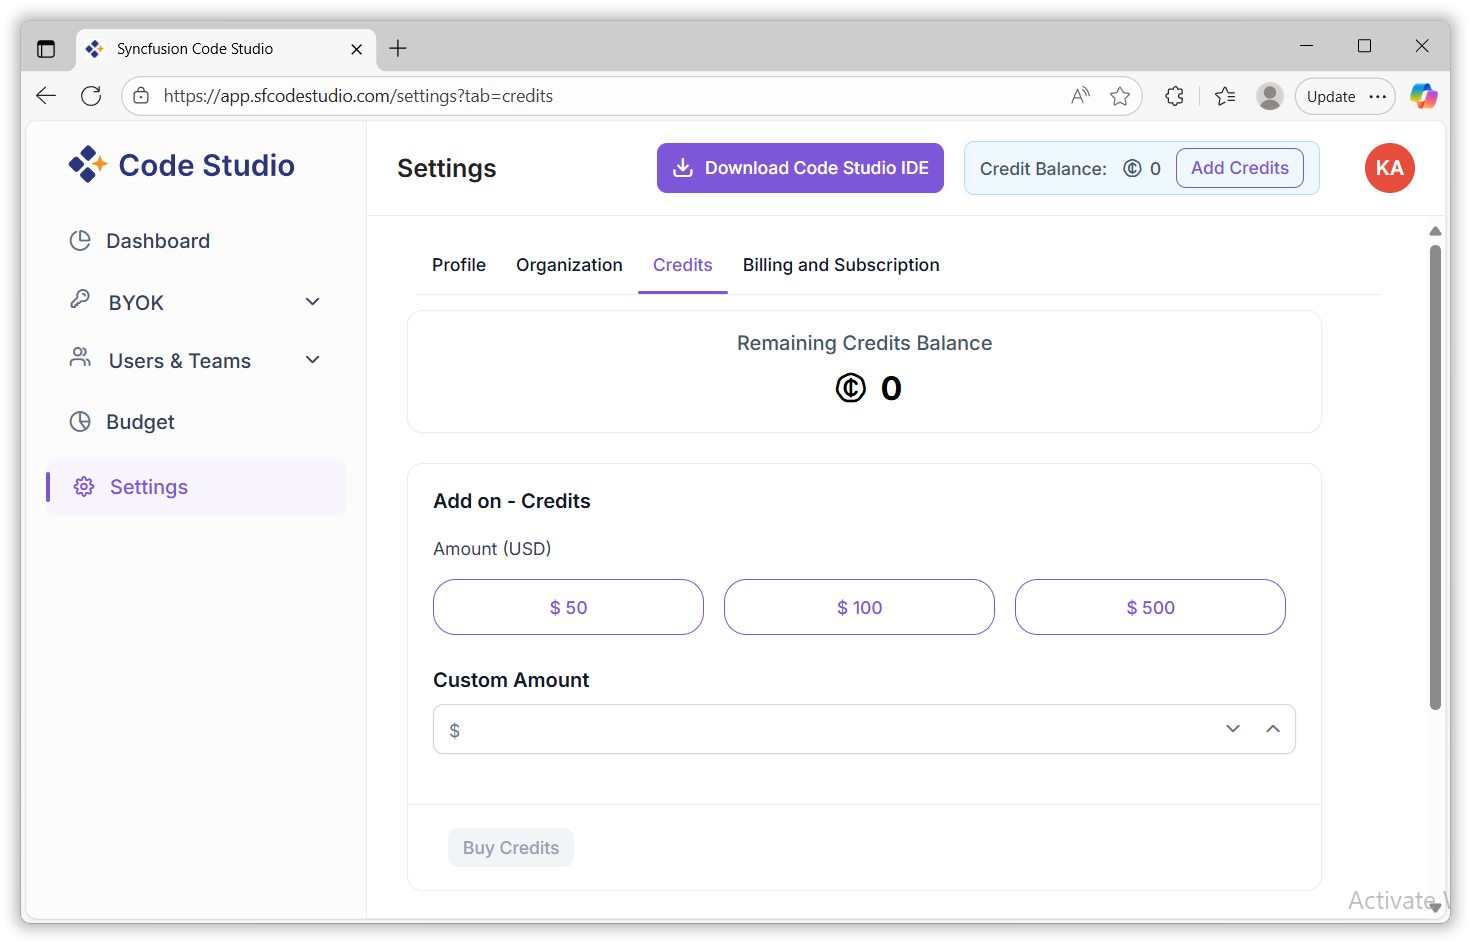 Syncfusion Code Studio
https://app.sfcodestudio.com/settings?tab=credits
Update
Code Studio
Settings
Download Code Studio IDE
Credit Balance: 0
Add Credits
KA
Dashboard
BYOK
Users & Teams
Budget
Settings
Profile
Organization
Credits
Billing and Subscription
Remaining Credits Balance
0
Add on - Credits
Amount (USD)
$ 50
$ 100
$ 500
Custom Amount
$
Buy Credits
Activate